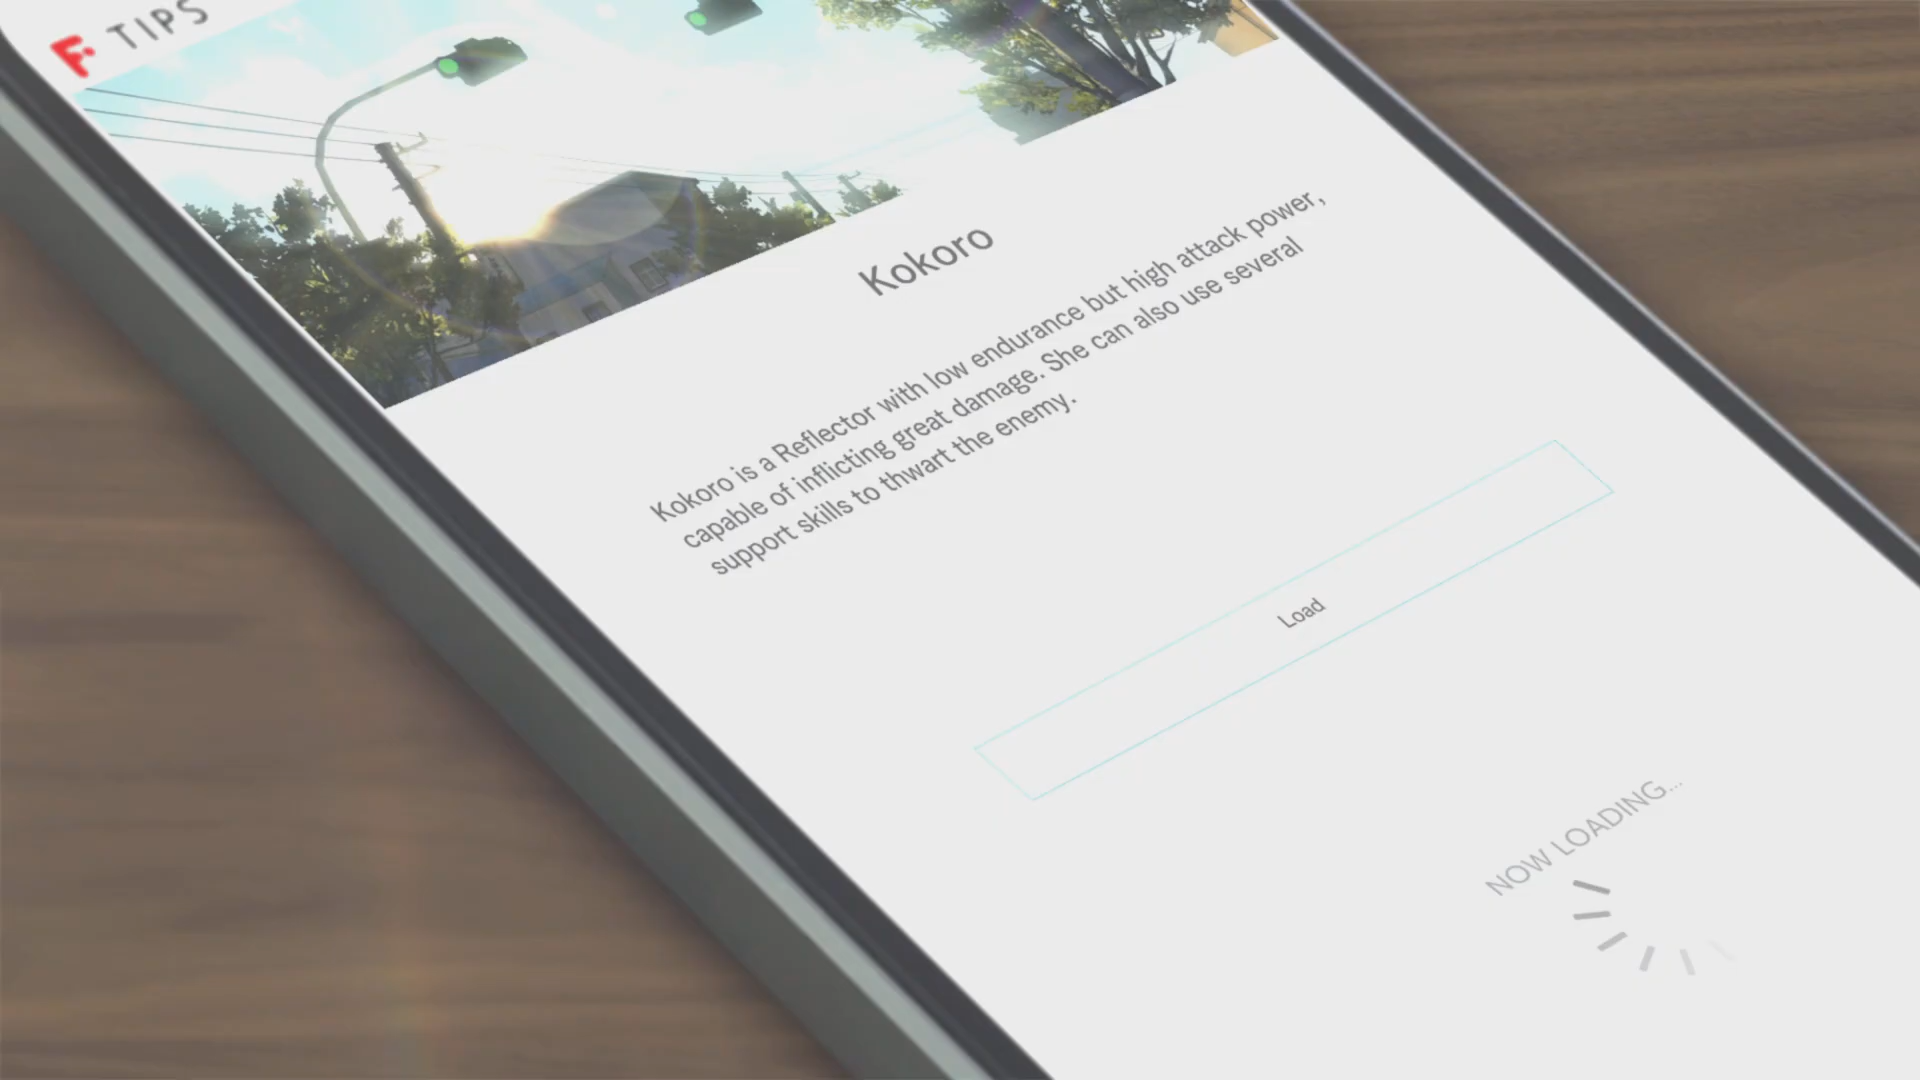 TIPS
Kokoro
Kokoro is a Reflector with low endurance but high attack power,
capable of inflicting great damage. She can also use several
support skills to thwart the enemy.
Load
NOW LOADING...